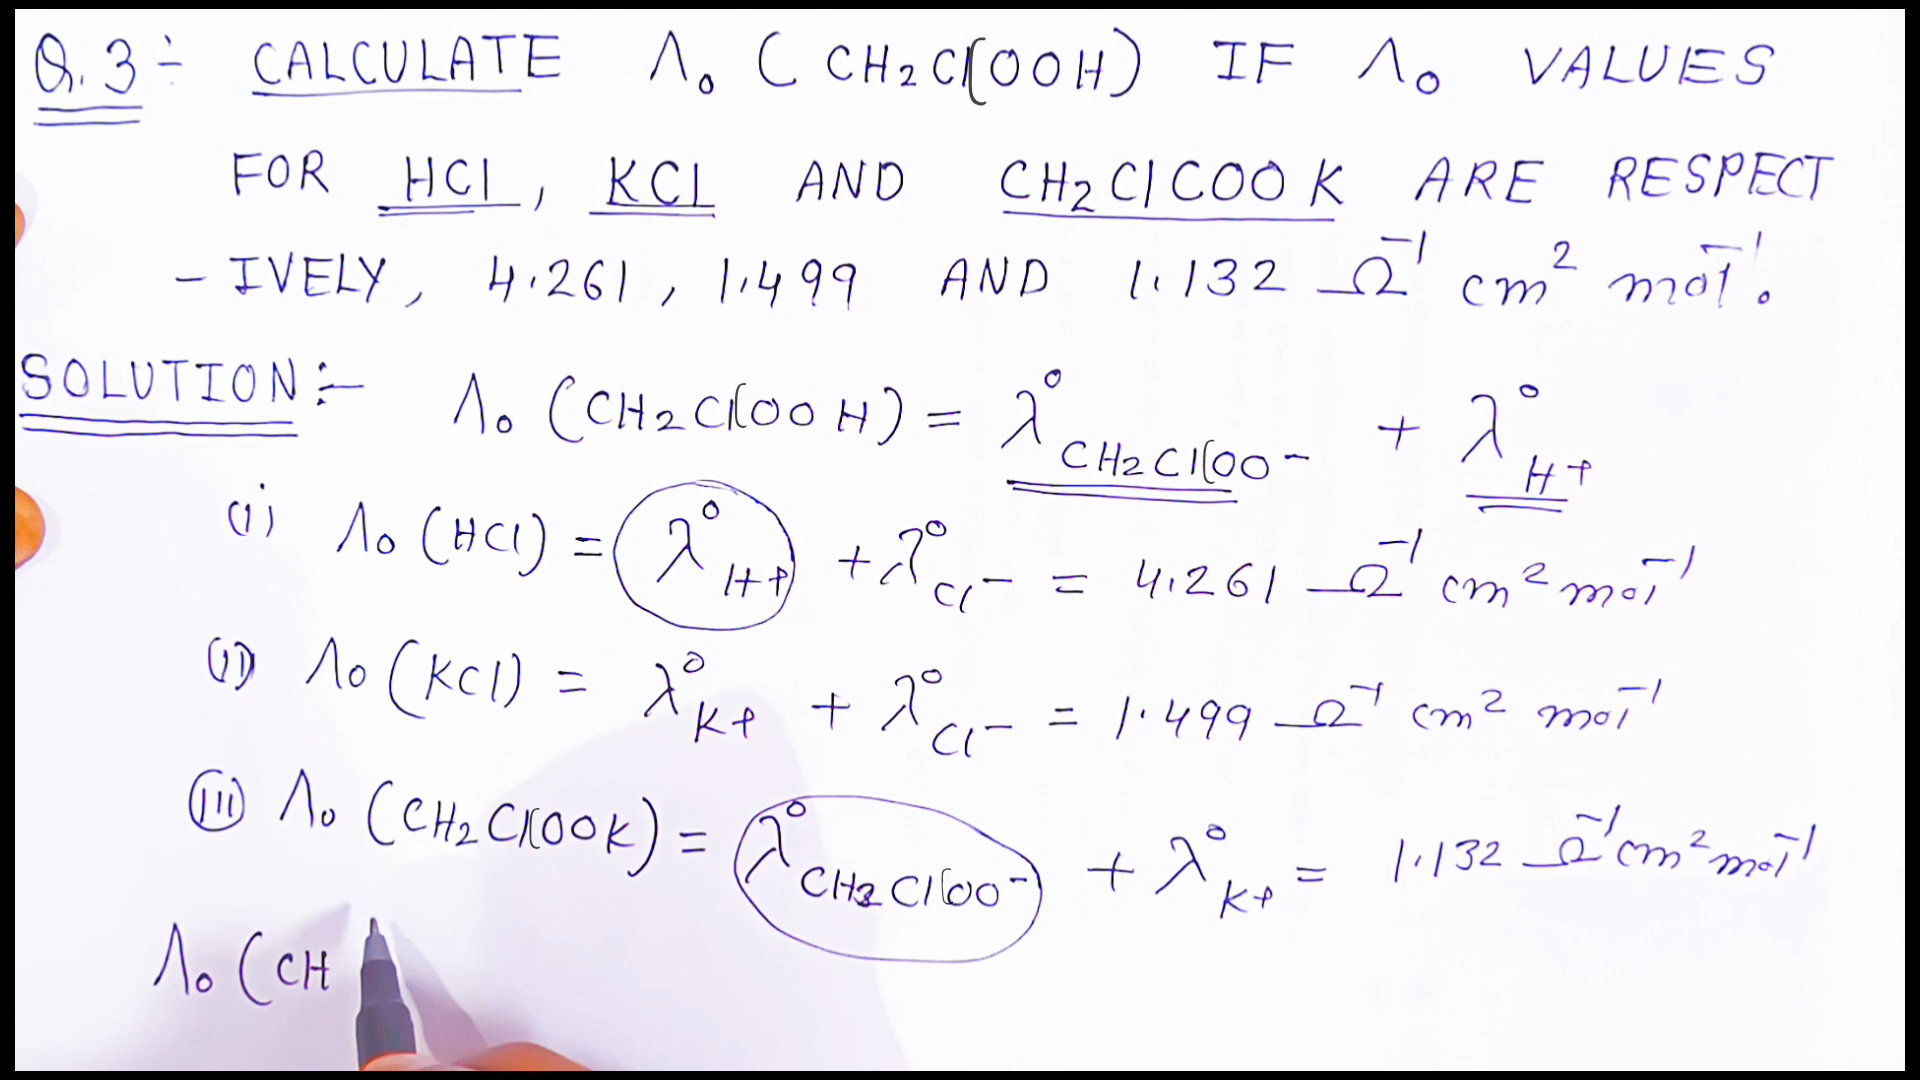 Q.3:- CALCULATE Λ₀ (CH₂ClCOOH) IF Λ₀ VALUES
FOR HCl, KCl AND CH₂ClCOOK ARE RESPECT
-IVELY, 4.261, 1.499 AND 1.132 Ω⁻¹ cm² mol⁻¹.
SOLUTION:- Λ₀ (CH₂ClCOOH) = λ°CH₂ClCOO⁻ + λ°H⁺
(i) Λ₀ (HCl) = λ°H⁺ + λ°Cl⁻ = 4.261 Ω⁻¹ cm² mol⁻¹
(ii) Λ₀ (KCl) = λ°K⁺ + λ°Cl⁻ = 1.499 Ω⁻¹ cm² mol⁻¹
(iii) Λ₀ (CH₂ClCOOK) = λ°CH₂ClCOO⁻ + λ°K⁺ = 1.132 Ω⁻¹ cm² mol⁻¹
Λ₀ (CH